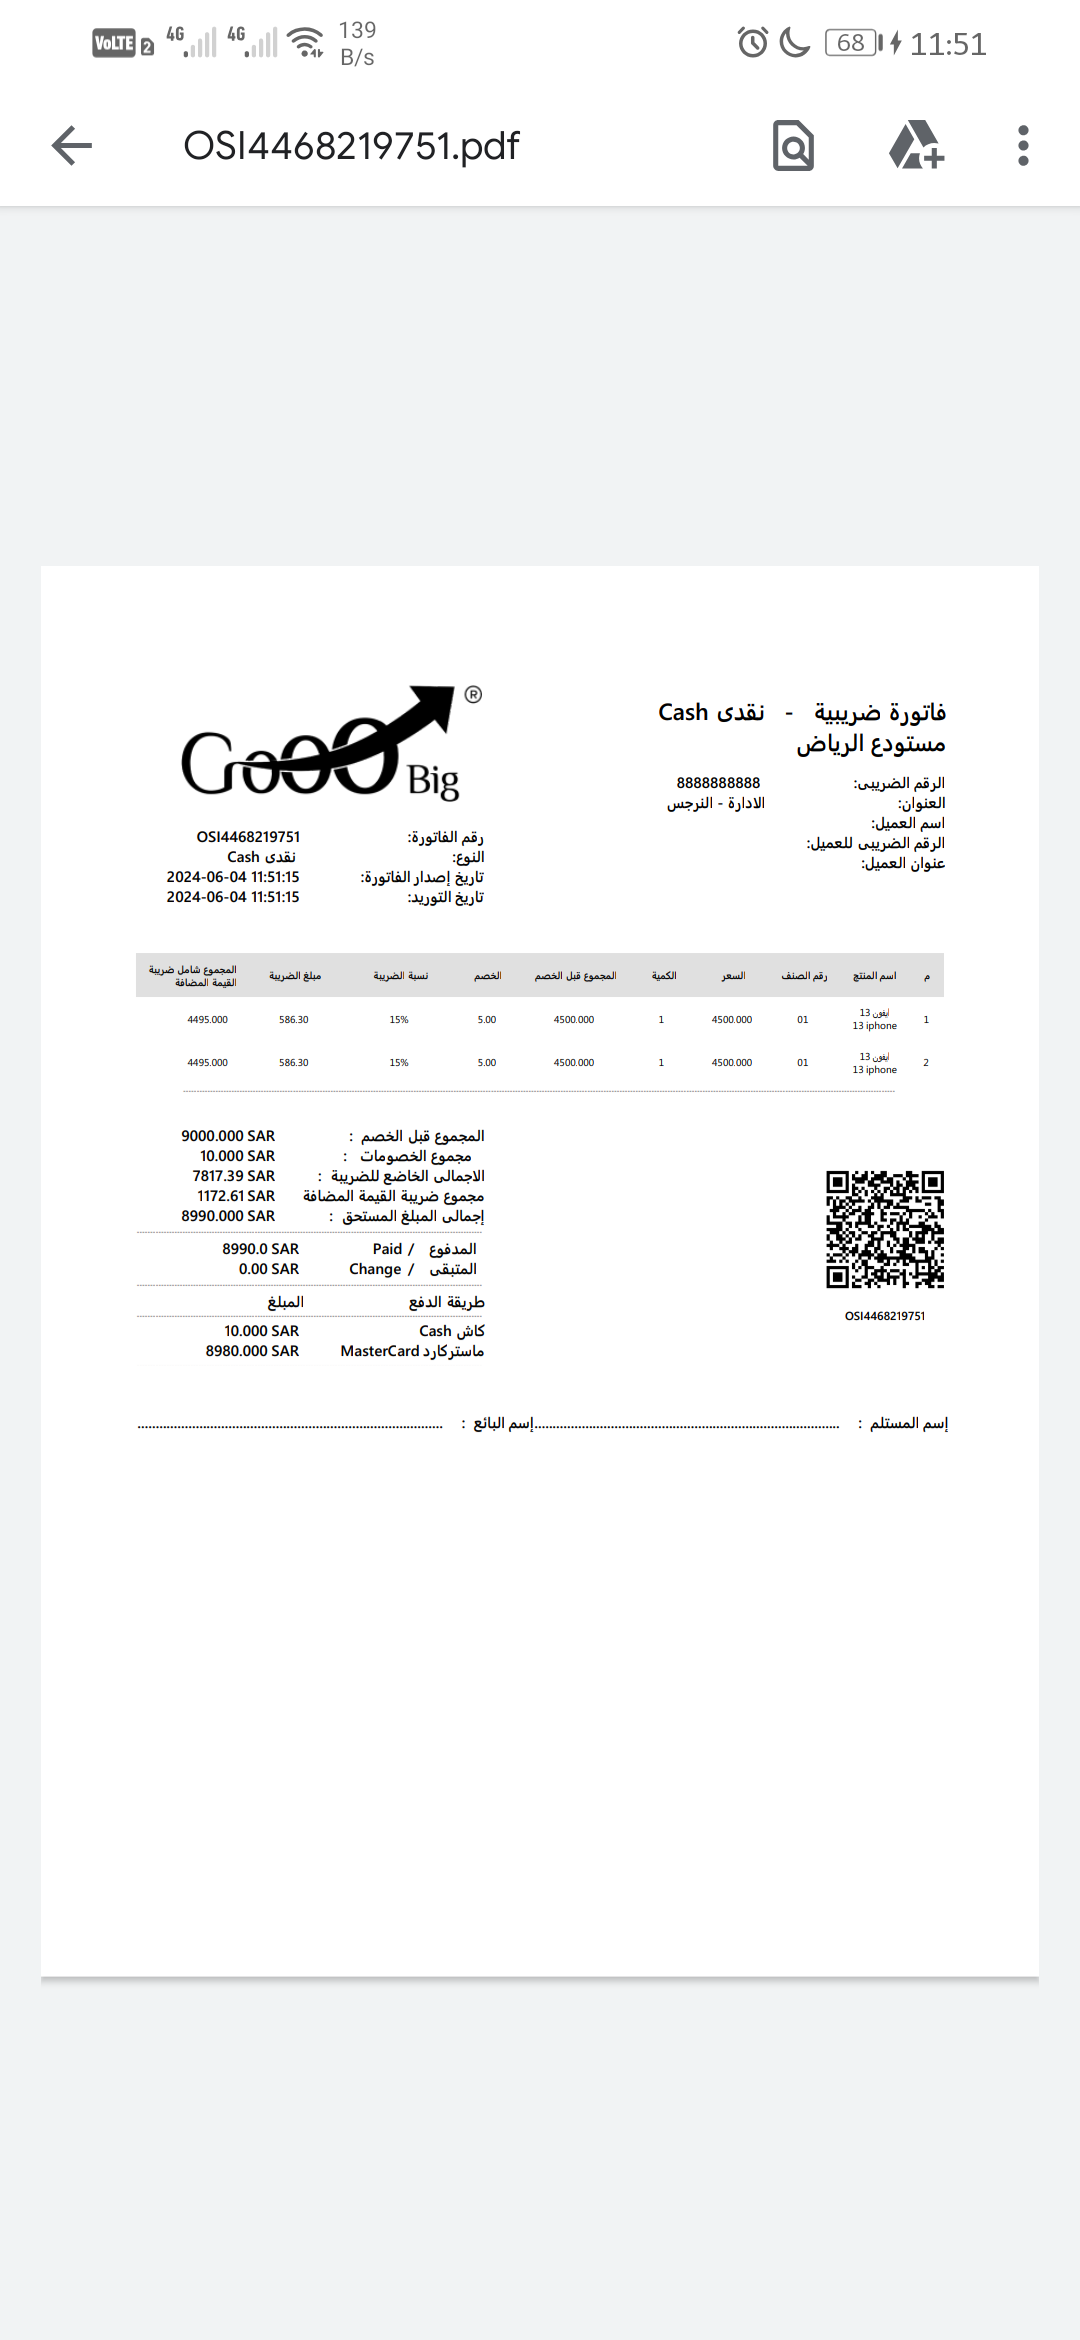 VoLTE 2 4G 4G 139 B/s 68 11:51
OSI4468219751.pdf
Gooo Big ®
فاتورة ضريبية - نقدى Cash
مستودع الرياض
الرقم الضريبى: 8888888888
العنوان: الادارة - النرجس
اسم العميل:
الرقم الضريبى للعميل:
عنوان العميل:
رقم الفاتورة: OSI4468219751
النوع: نقدى Cash
تاريخ إصدار الفاتورة: 2024-06-04 11:51:15
تاريخ التوريد: 2024-06-04 11:51:15
م اسم المنتج رقم الصنف السعر الكمية المجموع قبل الخصم الخصم نسبة الضريبة مبلغ الضريبة المجموع شامل ضريبة القيمة المضافة
1 ايفون 13 13 iphone 01 4500.000 1 4500.000 5.00 15% 586.30 4495.000
2 ايفون 13 13 iphone 01 4500.000 1 4500.000 5.00 15% 586.30 4495.000
المجموع قبل الخصم : 9000.000 SAR
مجموع الخصومات : 10.000 SAR
الاجمالى الخاضع للضريبة : 7817.39 SAR
مجموع ضريبة القيمة المضافة 1172.61 SAR
إجمالى المبلغ المستحق : 8990.000 SAR
المدفوع / Paid 8990.0 SAR
المتبقى / Change 0.00 SAR
طريقة الدفع المبلغ
كاش Cash 10.000 SAR
ماستركارد MasterCard 8980.000 SAR
OSI4468219751
إسم المستلم : ........................................إسم البائع : ........................................